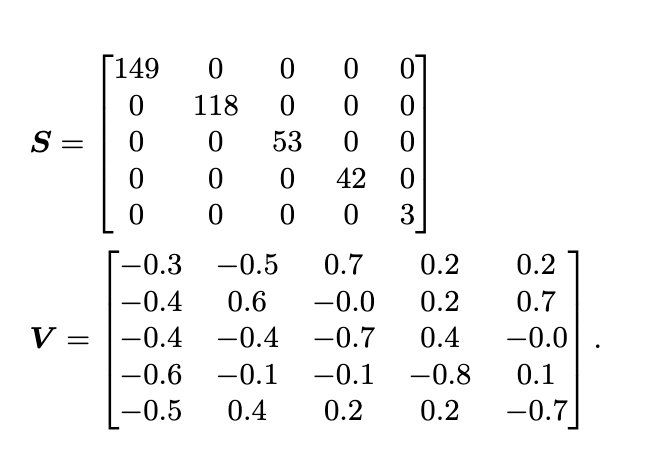 S =
149 0 0 0 0
0 118 0 0 0
0 0 53 0 0
0 0 0 42 0
0 0 0 0 3
V =
−0.3 −0.5 0.7 0.2 0.2
−0.4 0.6 −0.0 0.2 0.7
−0.4 −0.4 −0.7 0.4 −0.0
−0.6 −0.1 −0.1 −0.8 0.1
−0.5 0.4 0.2 0.2 −0.7
.